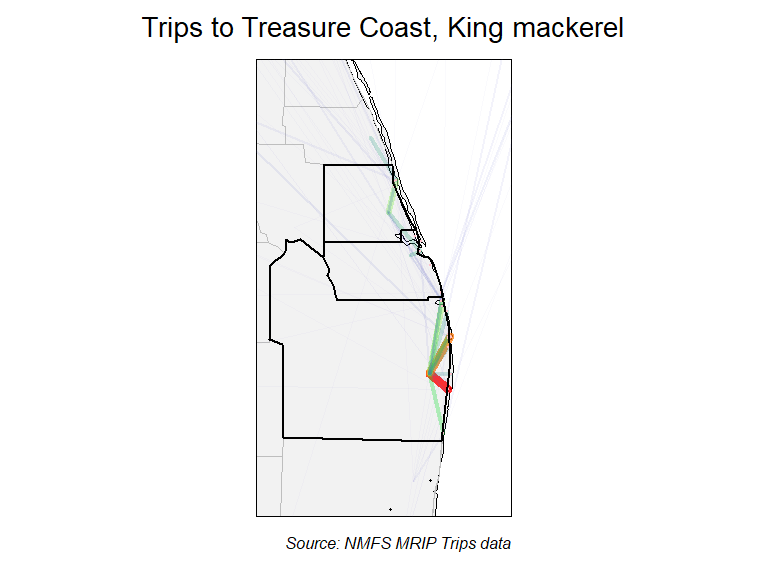 Trips to Treasure Coast, King mackerel
Source: NMFS MRIP Trips data